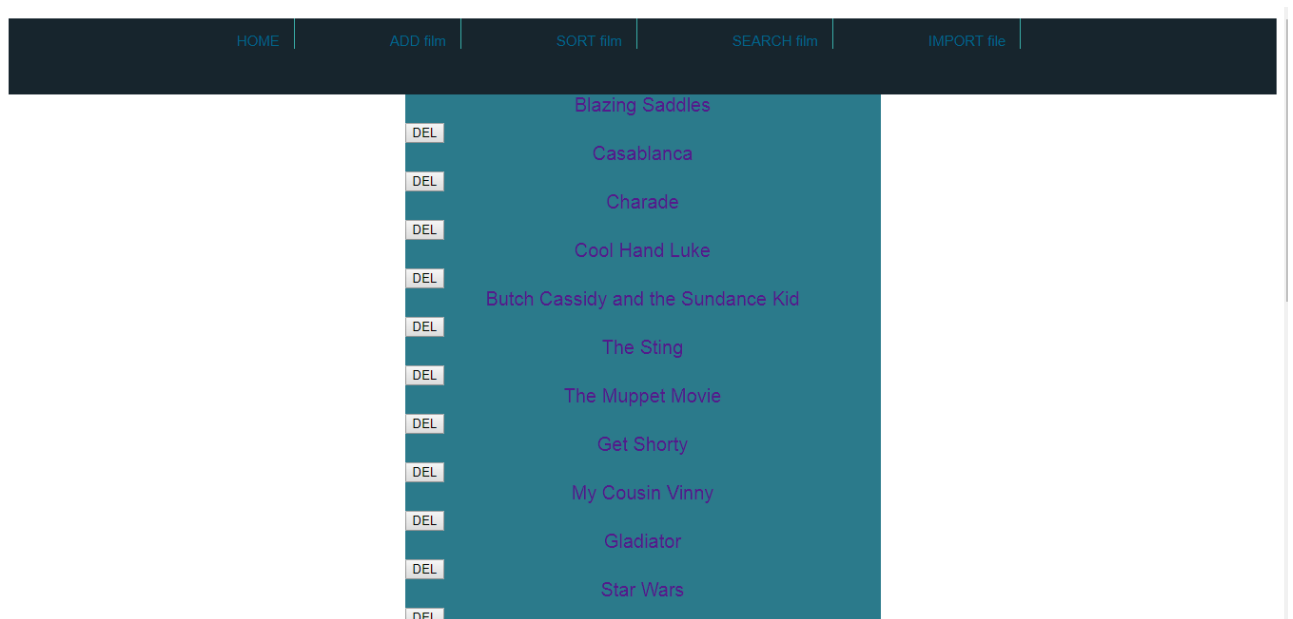 HOME ADD film SORT film SEARCH film IMPORT file
Blazing Saddles
DEL
Casablanca
DEL
Charade
DEL
Cool Hand Luke
DEL
Butch Cassidy and the Sundance Kid
DEL
The Sting
DEL
The Muppet Movie
DEL
Get Shorty
DEL
My Cousin Vinny
DEL
Gladiator
DEL
Star Wars
DEL